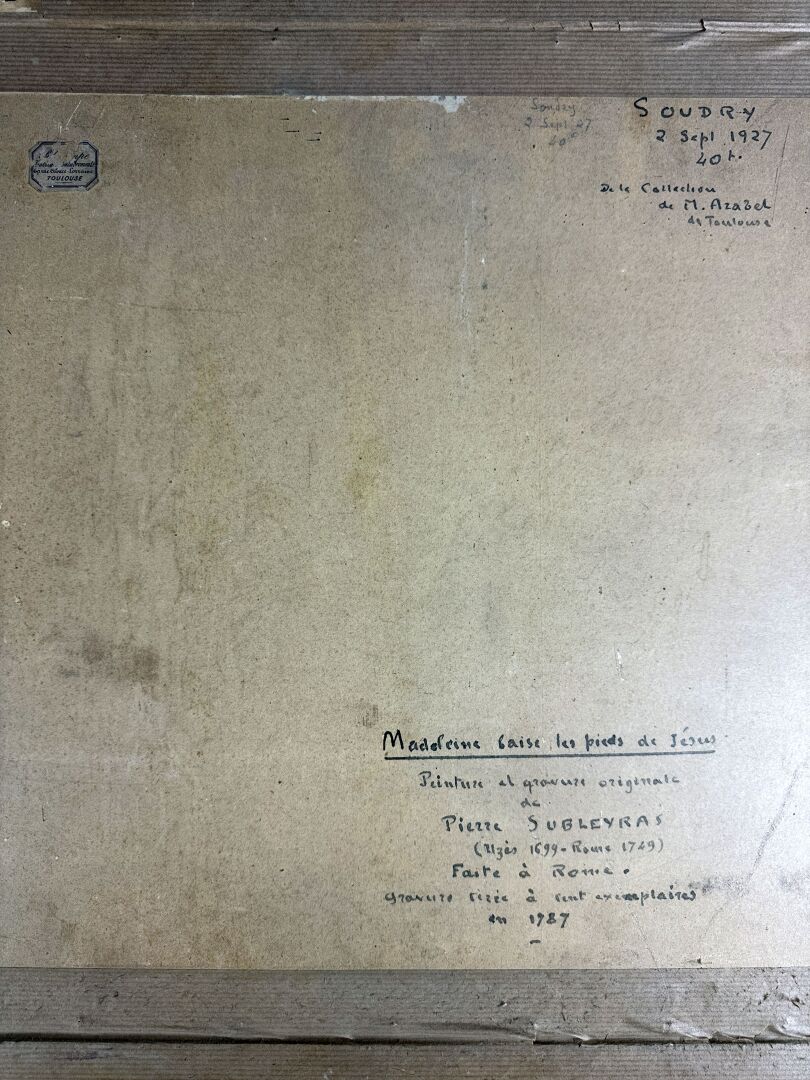 Soudry
2 Sept 27
40
SOUDRY
2 Sept 1927
40 f.
De la Collection
de M. Arazel
de Toulouse
TOULOUSE
Madeleine baise les pieds de Jésus
Peinture et gravure originale
de
Pierre SUBLEYRAS
(Uzès 1699 - Rome 1749)
Faite à Rome.
gravure tirée à cent exemplaires
en 1987